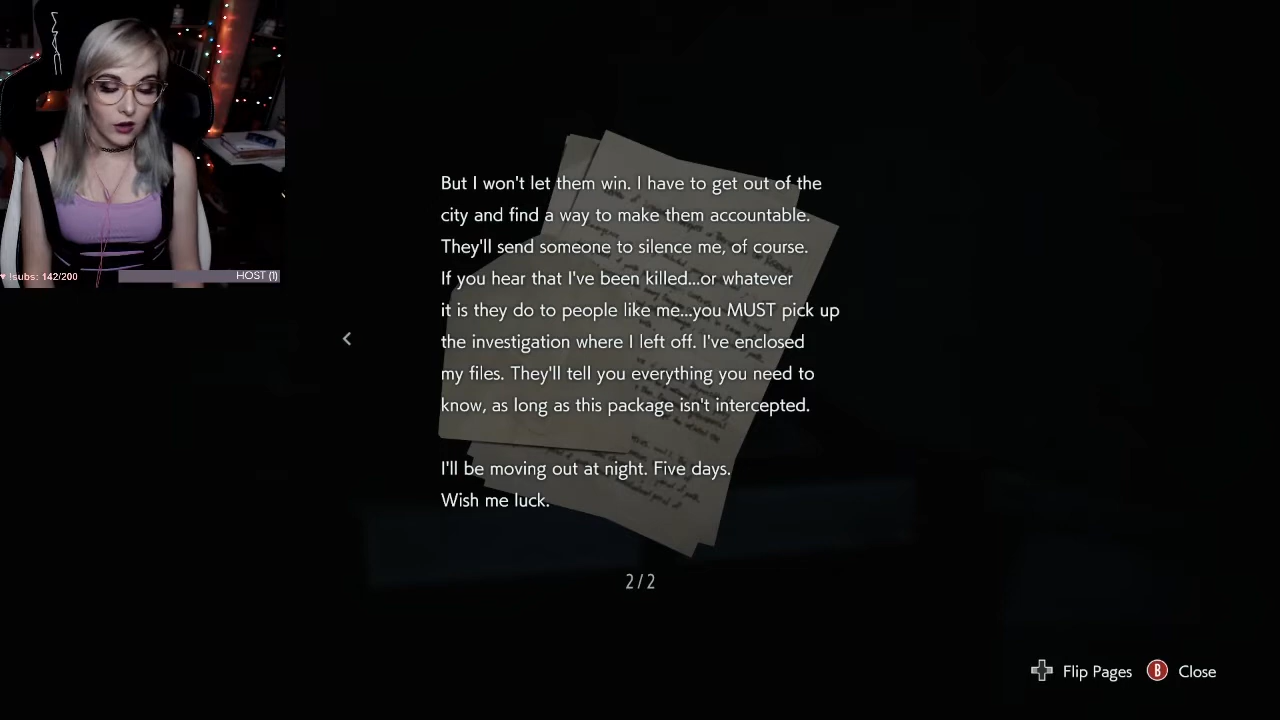 MAC
♥ !subs: 142/200
HOST (1)
But I won't let them win. I have to get out of the
city and find a way to make them accountable.
They'll send someone to silence me, of course.
If you hear that I've been killed...or whatever
it is they do to people like me...you MUST pick up
the investigation where I left off. I've enclosed
my files. They'll tell you everything you need to
know, as long as this package isn't intercepted.
I'll be moving out at night. Five days.
Wish me luck.
2 / 2
Flip Pages B Close